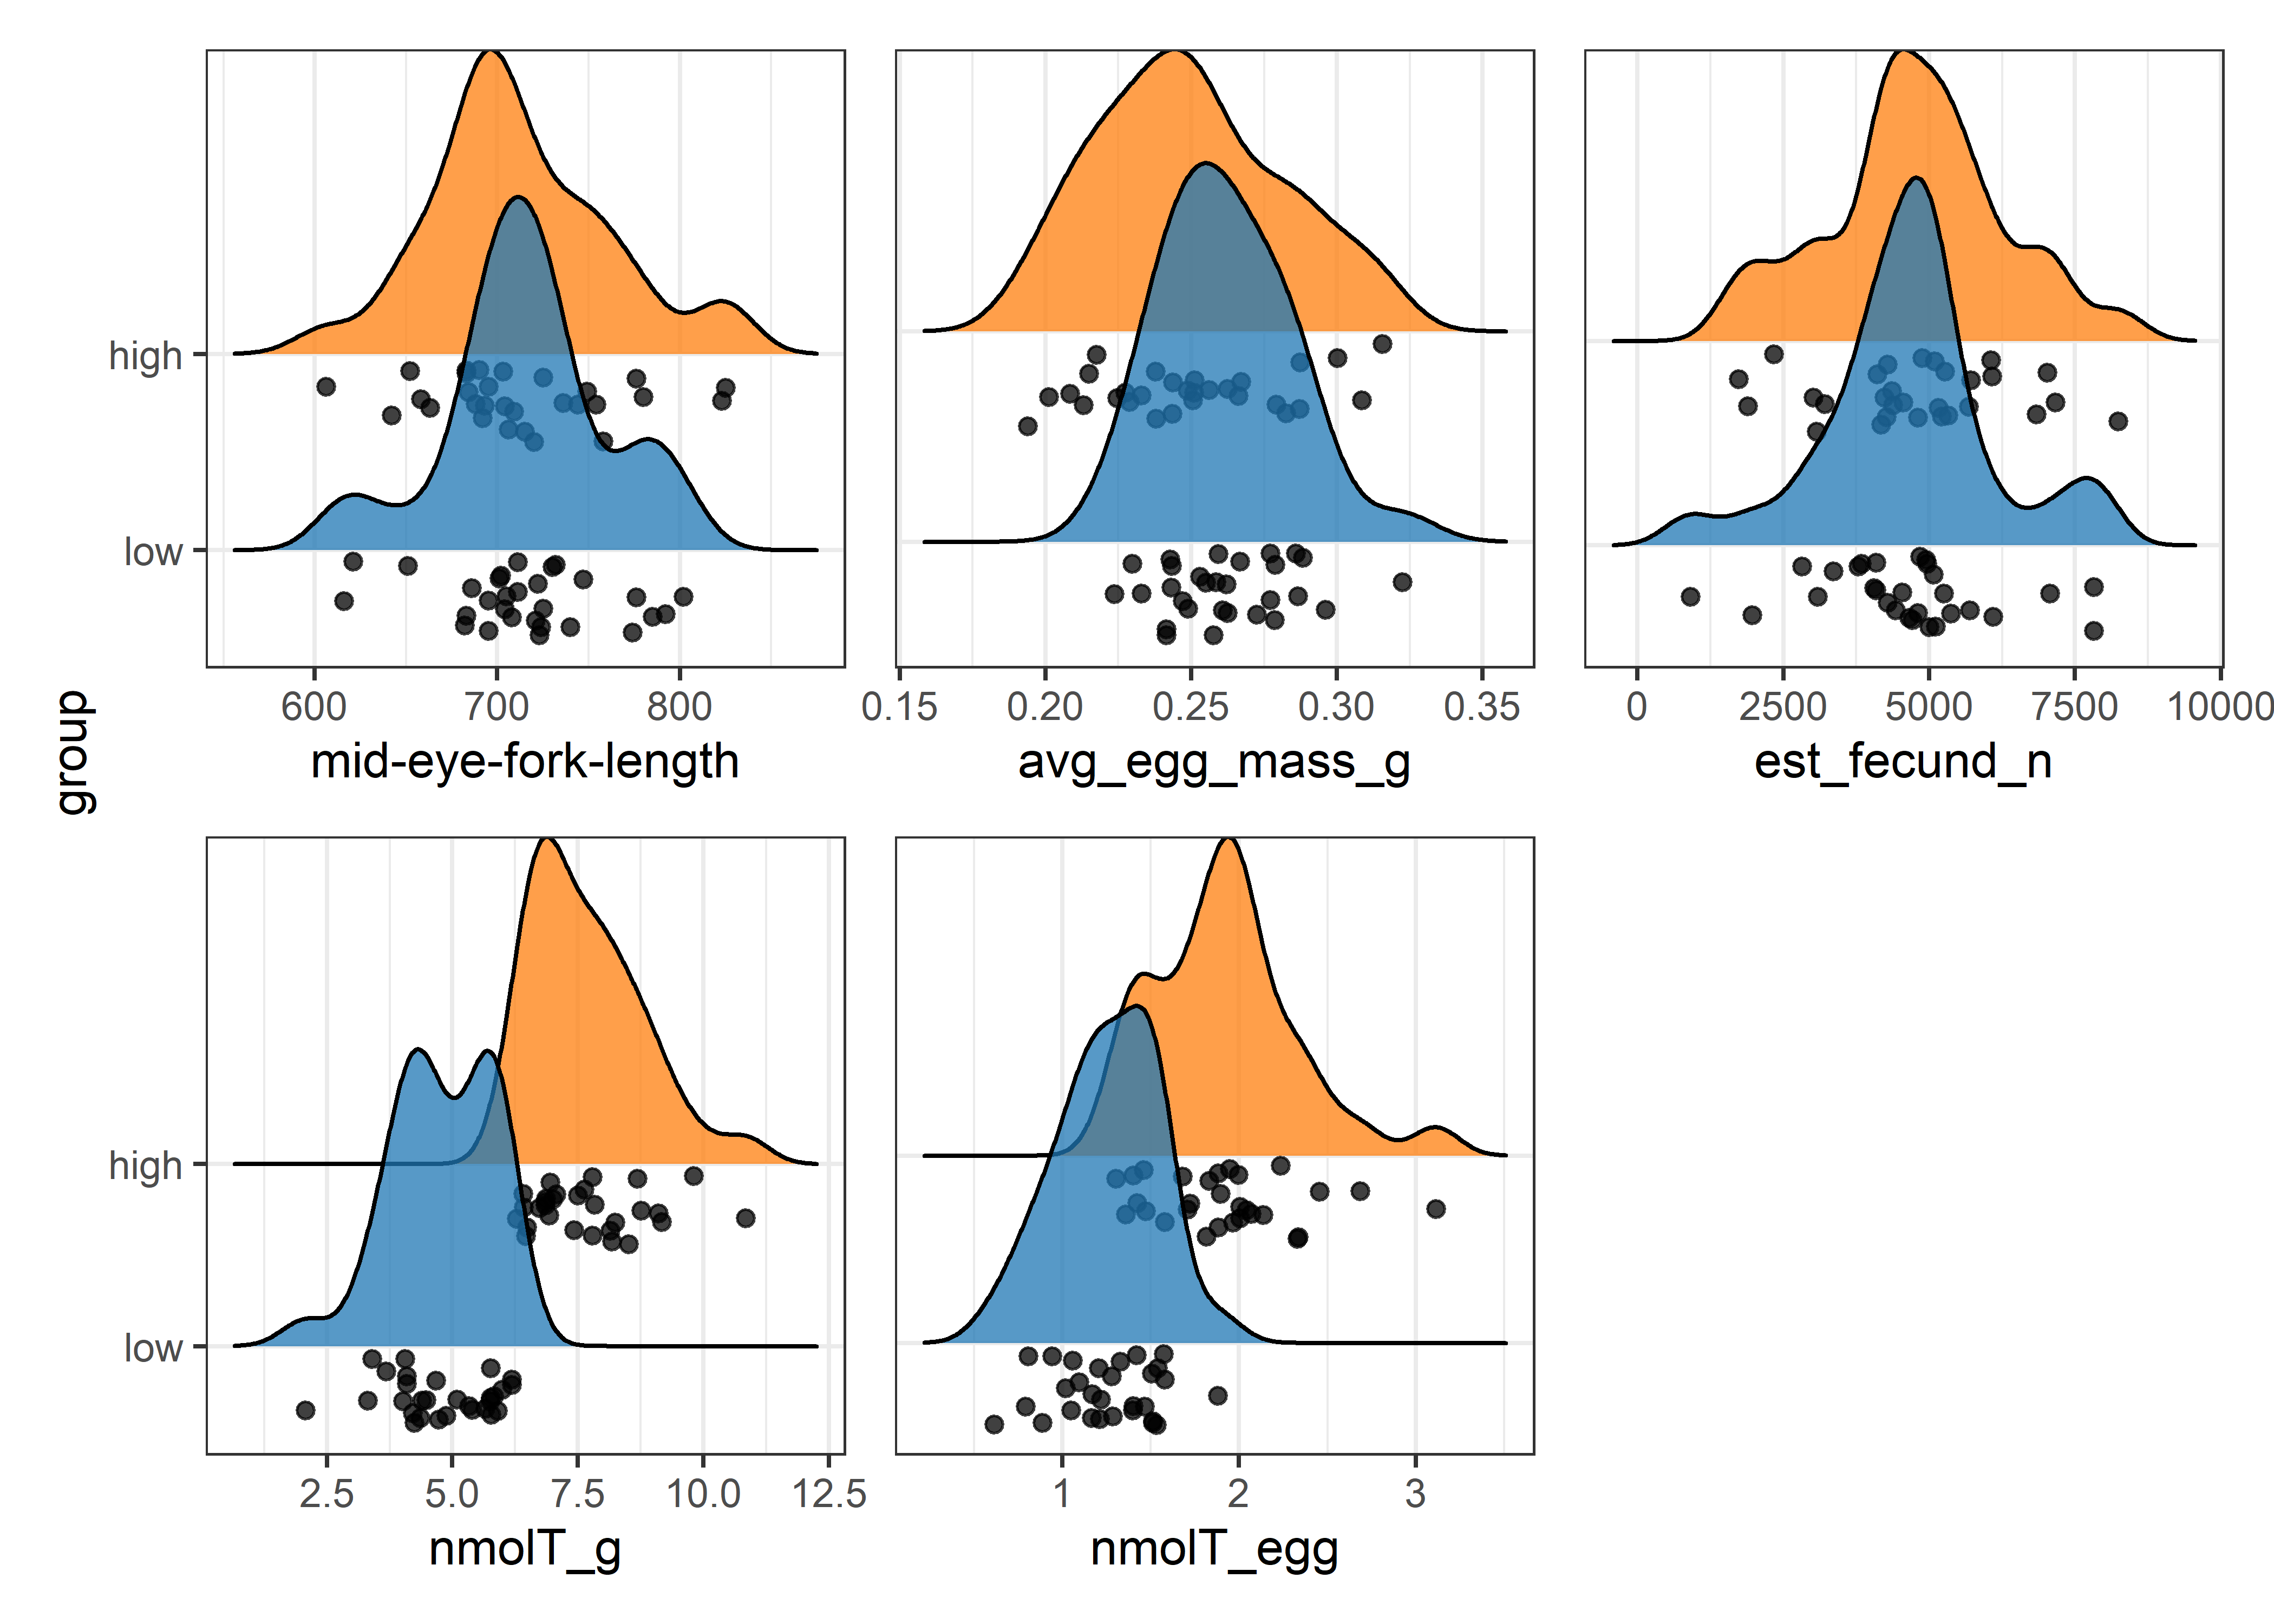 high
low
600 700 800
mid-eye-fork-length
0.15 0.20 0.25 0.30 0.35
avg_egg_mass_g
0 2500 5000 7500 10000
est_fecund_n
group
high
low
2.5 5.0 7.5 10.0 12.5
nmolT_g
1 2 3
nmolT_egg